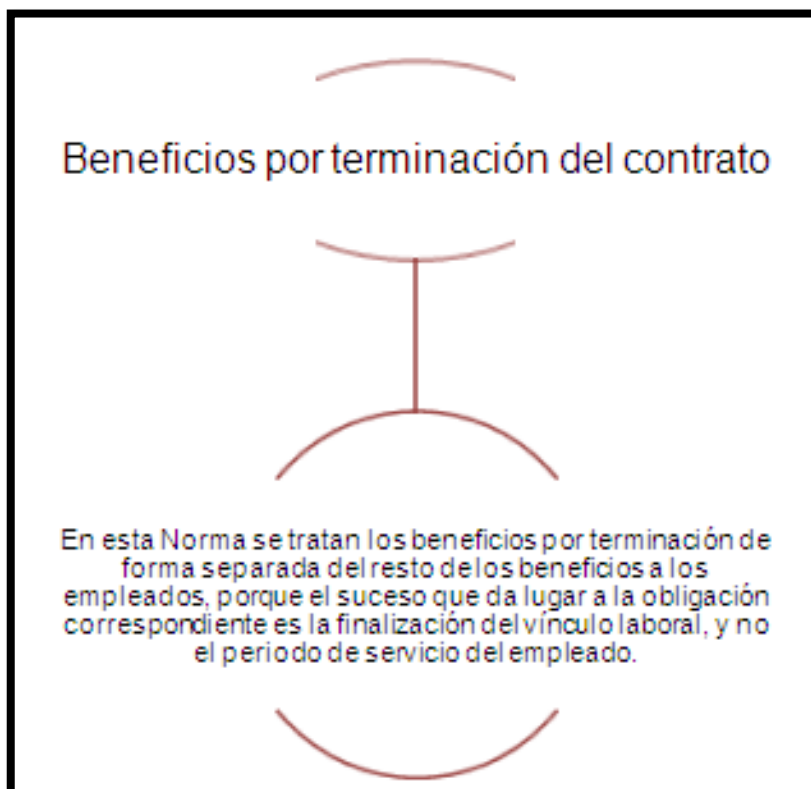 Beneficios por terminación del contrato
En esta Norma se tratan los beneficios por terminación de
forma separada del resto de los beneficios a los
empleados, porque el suceso que da lugar a la obligación
correspondiente es la finalización del vínculo laboral, y no
el periodo de servicio del empleado.